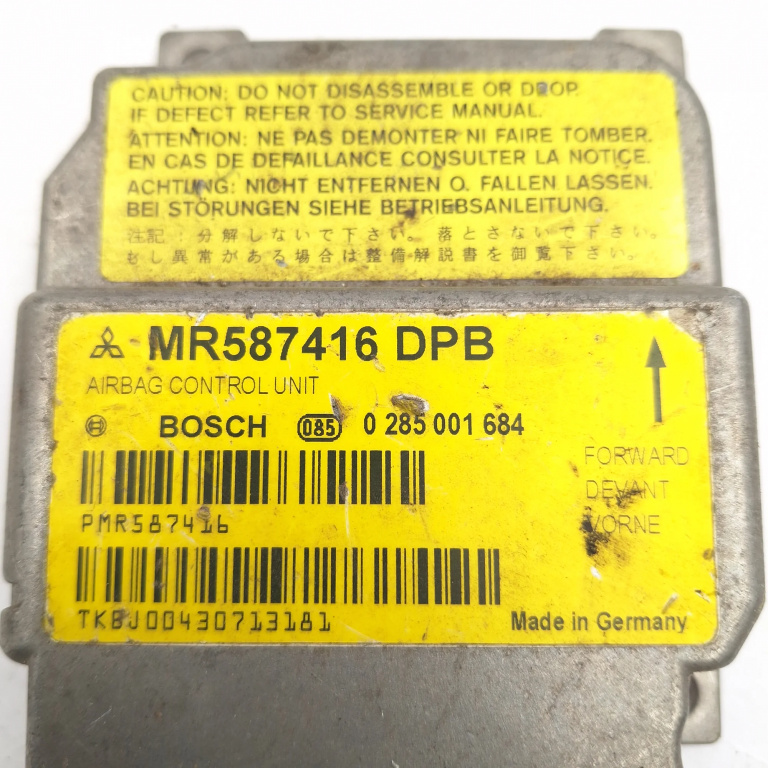 CAUTION: DO NOT DISASSEMBLE OR DROP.
IF DEFECT REFER TO SERVICE MANUAL.
ATTENTION: NE PAS DEMONTER NI FAIRE TOMBER.
EN CAS DE DEFAILLANCE CONSULTER LA NOTICE.
ACHTUNG: NICHT ENTFERNEN O. FALLEN LASSEN.
BEI STÖRUNGEN SIEHE BETRIEBSANLEITUNG.
注記：分解しないで下さい。落とさないで下さい。
もし異常がある場合は整備解説書を御覧下さい。
MR587416 DPB
AIRBAG CONTROL UNIT
BOSCH 085 0 285 001 684
FORWARD
DEVANT
VORNE
PMR587416
TKBJ00430713181
Made in Germany